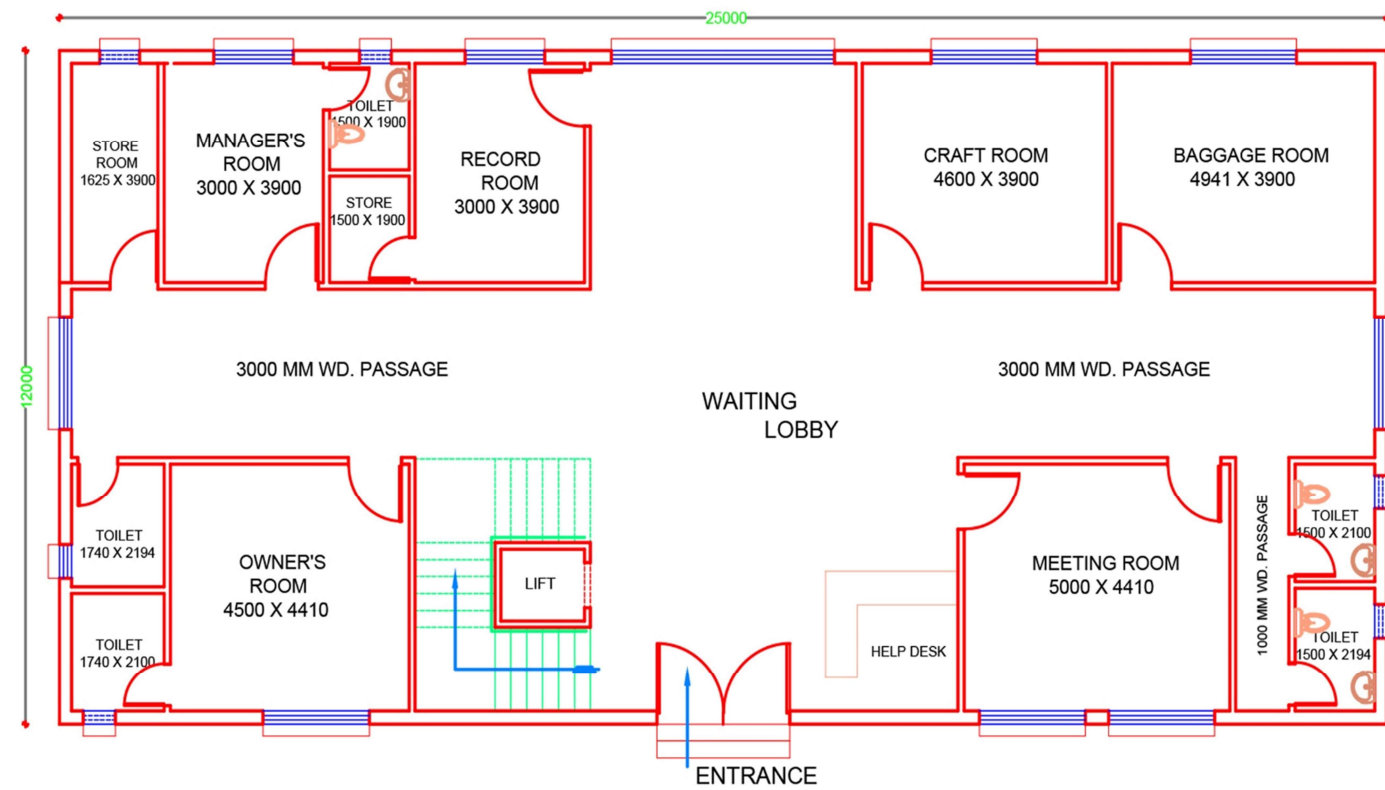 25000
12000
STORE
ROOM
1625 X 3900
MANAGER'S
ROOM
3000 X 3900
TOILET
1500 X 1900
STORE
1500 X 1900
RECORD
ROOM
3000 X 3900
CRAFT ROOM
4600 X 3900
BAGGAGE ROOM
4941 X 3900
3000 MM WD. PASSAGE
WAITING
LOBBY
3000 MM WD. PASSAGE
TOILET
1740 X 2194
TOILET
1740 X 2100
OWNER'S
ROOM
4500 X 4410
LIFT
HELP DESK
MEETING ROOM
5000 X 4410
1000 MM WD. PASSAGE
TOILET
1500 X 2100
TOILET
1500 X 2194
ENTRANCE